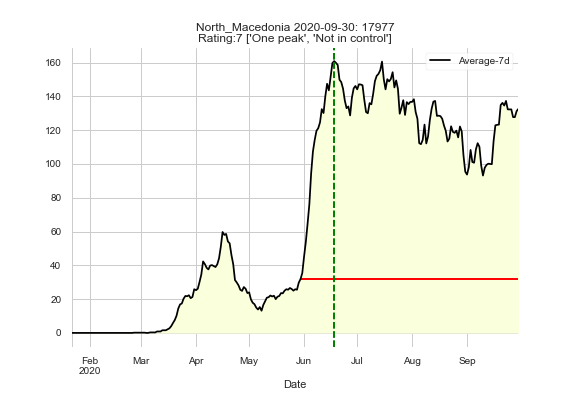 North_Macedonia 2020-09-30: 17977
Rating:7 ['One peak', 'Not in control']
Average-7d
160
140
120
100
80
60
40
20
0
Feb Mar Apr May Jun Jul Aug Sep
2020
Date